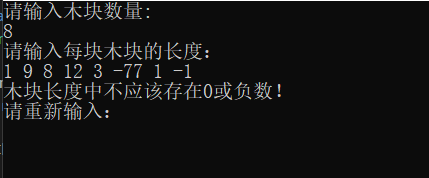 请输入木块数量:
8
请输入每块木块的长度：
1 9 8 12 3 -77 1 -1
木块长度中不应该存在0或负数！
请重新输入：